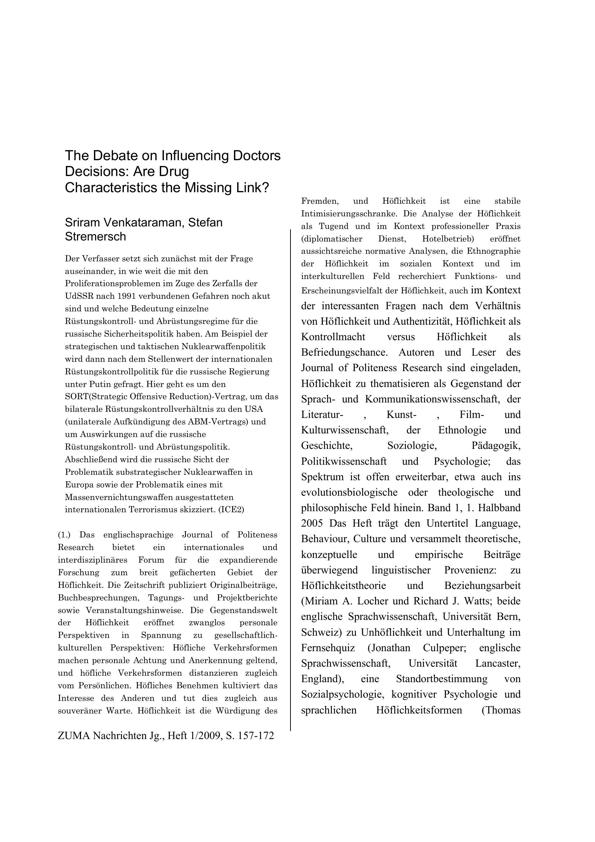 The Debate on Influencing Doctors
Decisions: Are Drug
Characteristics the Missing Link?
Sriram Venkataraman, Stefan
Stremersch
Der Verfasser setzt sich zunächst mit der Frage
auseinander, in wie weit die mit den
Proliferationsproblemen im Zuge des Zerfalls der
UdSSR nach 1991 verbundenen Gefahren noch akut
sind und welche Bedeutung einzelne
Rüstungskontroll- und Abrüstungsregime für die
russische Sicherheitspolitik haben. Am Beispiel der
strategischen und taktischen Nuklearwaffenpolitik
wird dann nach dem Stellenwert der internationalen
Rüstungskontrollpolitik für die russische Regierung
unter Putin gefragt. Hier geht es um den
SORT(Strategic Offensive Reduction)-Vertrag, um das
bilaterale Rüstungskontrollverhältnis zu den USA
(unilaterale Aufkündigung des ABM-Vertrags) und
um Auswirkungen auf die russische
Rüstungskontroll- und Abrüstungspolitik.
Abschließend wird die russische Sicht der
Problematik substrategischer Nuklearwaffen in
Europa sowie der Problematik eines mit
Massenvernichtungswaffen ausgestatteten
internationalen Terrorismus skizziert. (ICE2)
(1.) Das englischsprachige Journal of Politeness
Research bietet ein internationales und
interdisziplinäres Forum für die expandierende
Forschung zum breit gefächerten Gebiet der
Höflichkeit. Die Zeitschrift publiziert Originalbeiträge,
Buchbesprechungen, Tagungs- und Projektberichte
sowie Veranstaltungshinweise. Die Gegenstandswelt
der Höflichkeit eröffnet zwanglos personale
Perspektiven in Spannung zu gesellschaftlich-
kulturellen Perspektiven: Höfliche Verkehrsformen
machen personale Achtung und Anerkennung geltend,
und höfliche Verkehrsformen distanzieren zugleich
vom Persönlichen. Höfliches Benehmen kultiviert das
Interesse des Anderen und tut dies zugleich aus
souveräner Warte. Höflichkeit ist die Würdigung des
ZUMA Nachrichten Jg., Heft 1/2009, S. 157-172
Fremden, und Höflichkeit ist eine stabile
Intimisierungsschranke. Die Analyse der Höflichkeit
als Tugend und im Kontext professioneller Praxis
(diplomatischer Dienst, Hotelbetrieb) eröffnet
aussichtsreiche normative Analysen, die Ethnographie
der Höflichkeit im sozialen Kontext und im
interkulturellen Feld recherchiert Funktions- und
Erscheinungsvielfalt der Höflichkeit, auch im Kontext
der interessanten Fragen nach dem Verhältnis
von Höflichkeit und Authentizität, Höflichkeit als
Kontrollmacht versus Höflichkeit als
Befriedungschance. Autoren und Leser des
Journal of Politeness Research sind eingeladen,
Höflichkeit zu thematisieren als Gegenstand der
Sprach- und Kommunikationswissenschaft, der
Literatur- , Kunst- , Film- und
Kulturwissenschaft, der Ethnologie und
Geschichte, Soziologie, Pädagogik,
Politikwissenschaft und Psychologie; das
Spektrum ist offen erweiterbar, etwa auch ins
evolutionsbiologische oder theologische und
philosophische Feld hinein. Band 1, 1. Halbband
2005 Das Heft trägt den Untertitel Language,
Behaviour, Culture und versammelt theoretische,
konzeptuelle und empirische Beiträge
überwiegend linguistischer Provenienz: zu
Höflichkeitstheorie und Beziehungsarbeit
(Miriam A. Locher und Richard J. Watts; beide
englische Sprachwissenschaft, Universität Bern,
Schweiz) zu Unhöflichkeit und Unterhaltung im
Fernsehquiz (Jonathan Culpeper; englische
Sprachwissenschaft, Universität Lancaster,
England), eine Standortbestimmung von
Sozialpsychologie, kognitiver Psychologie und
sprachlichen Höflichkeitsformen (Thomas